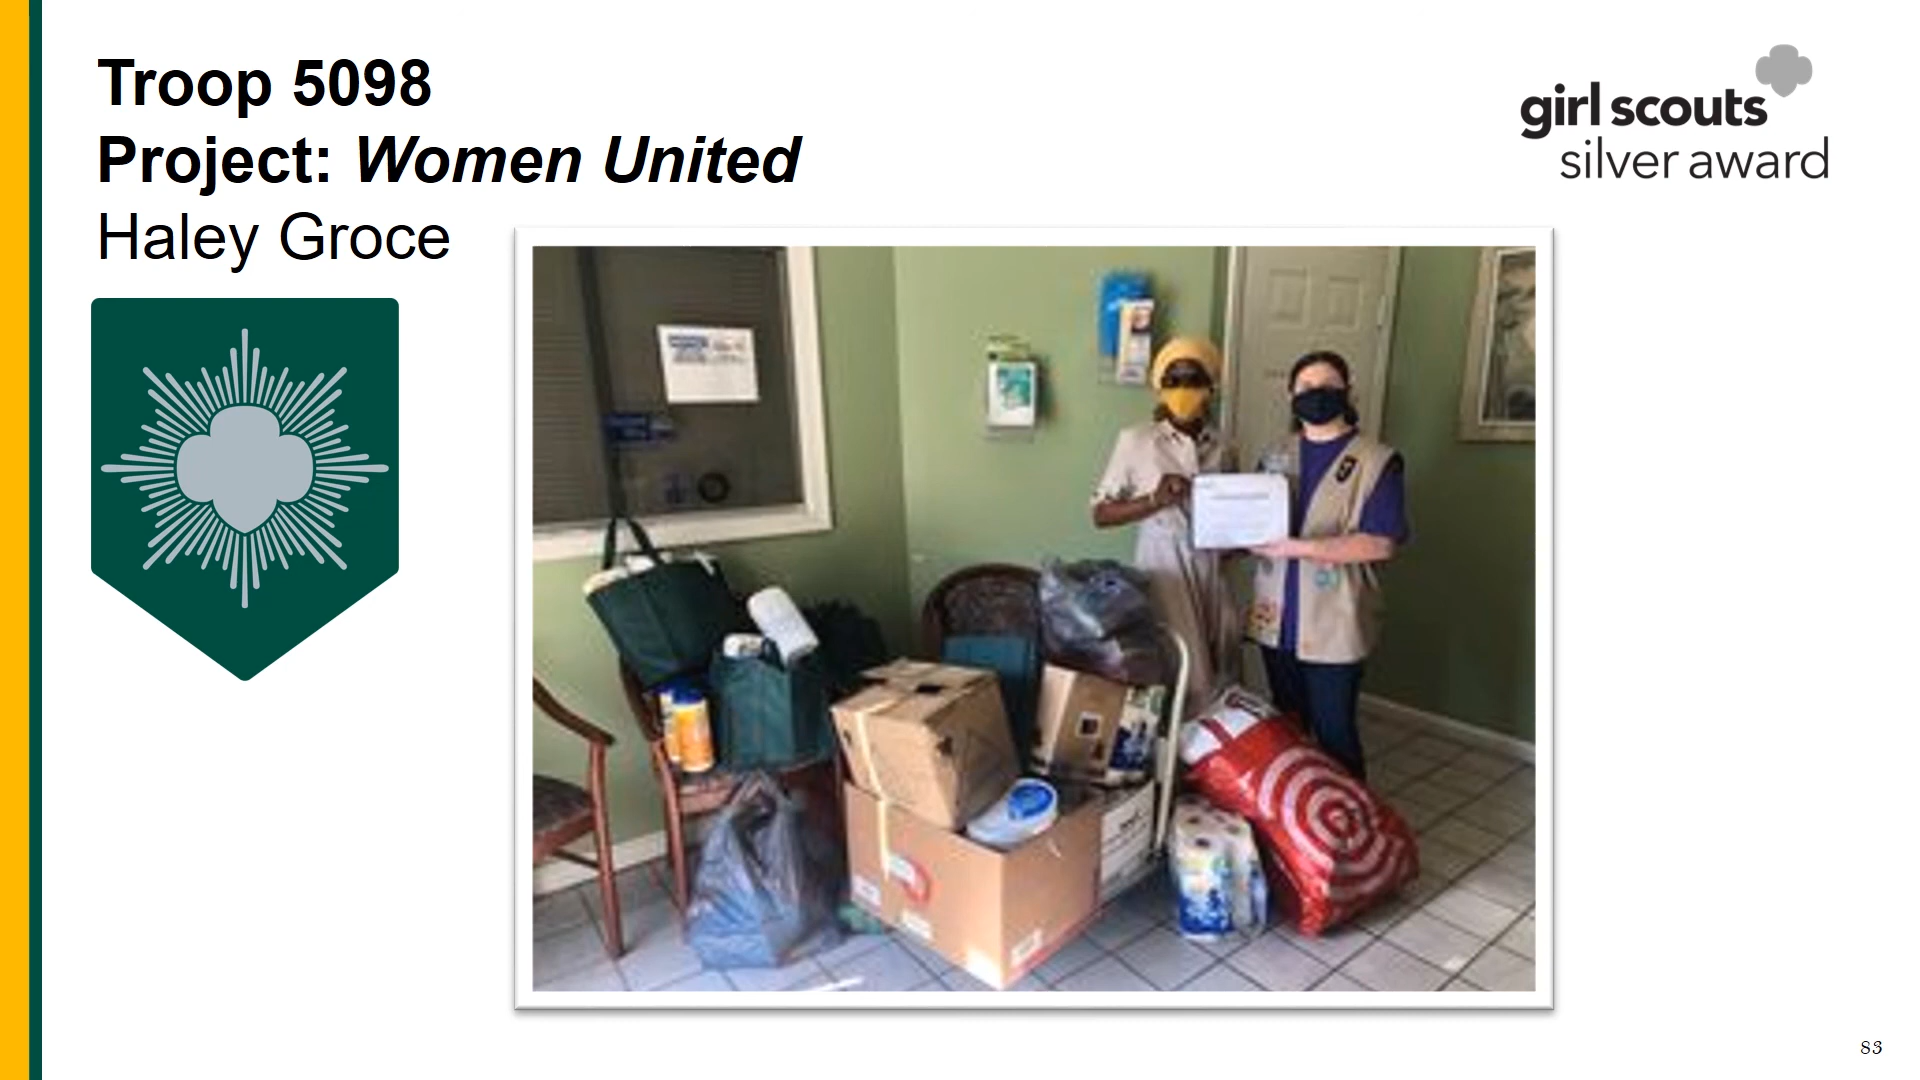 Troop 5098
Project: Women United
Haley Groce
girl scouts
silver award
83